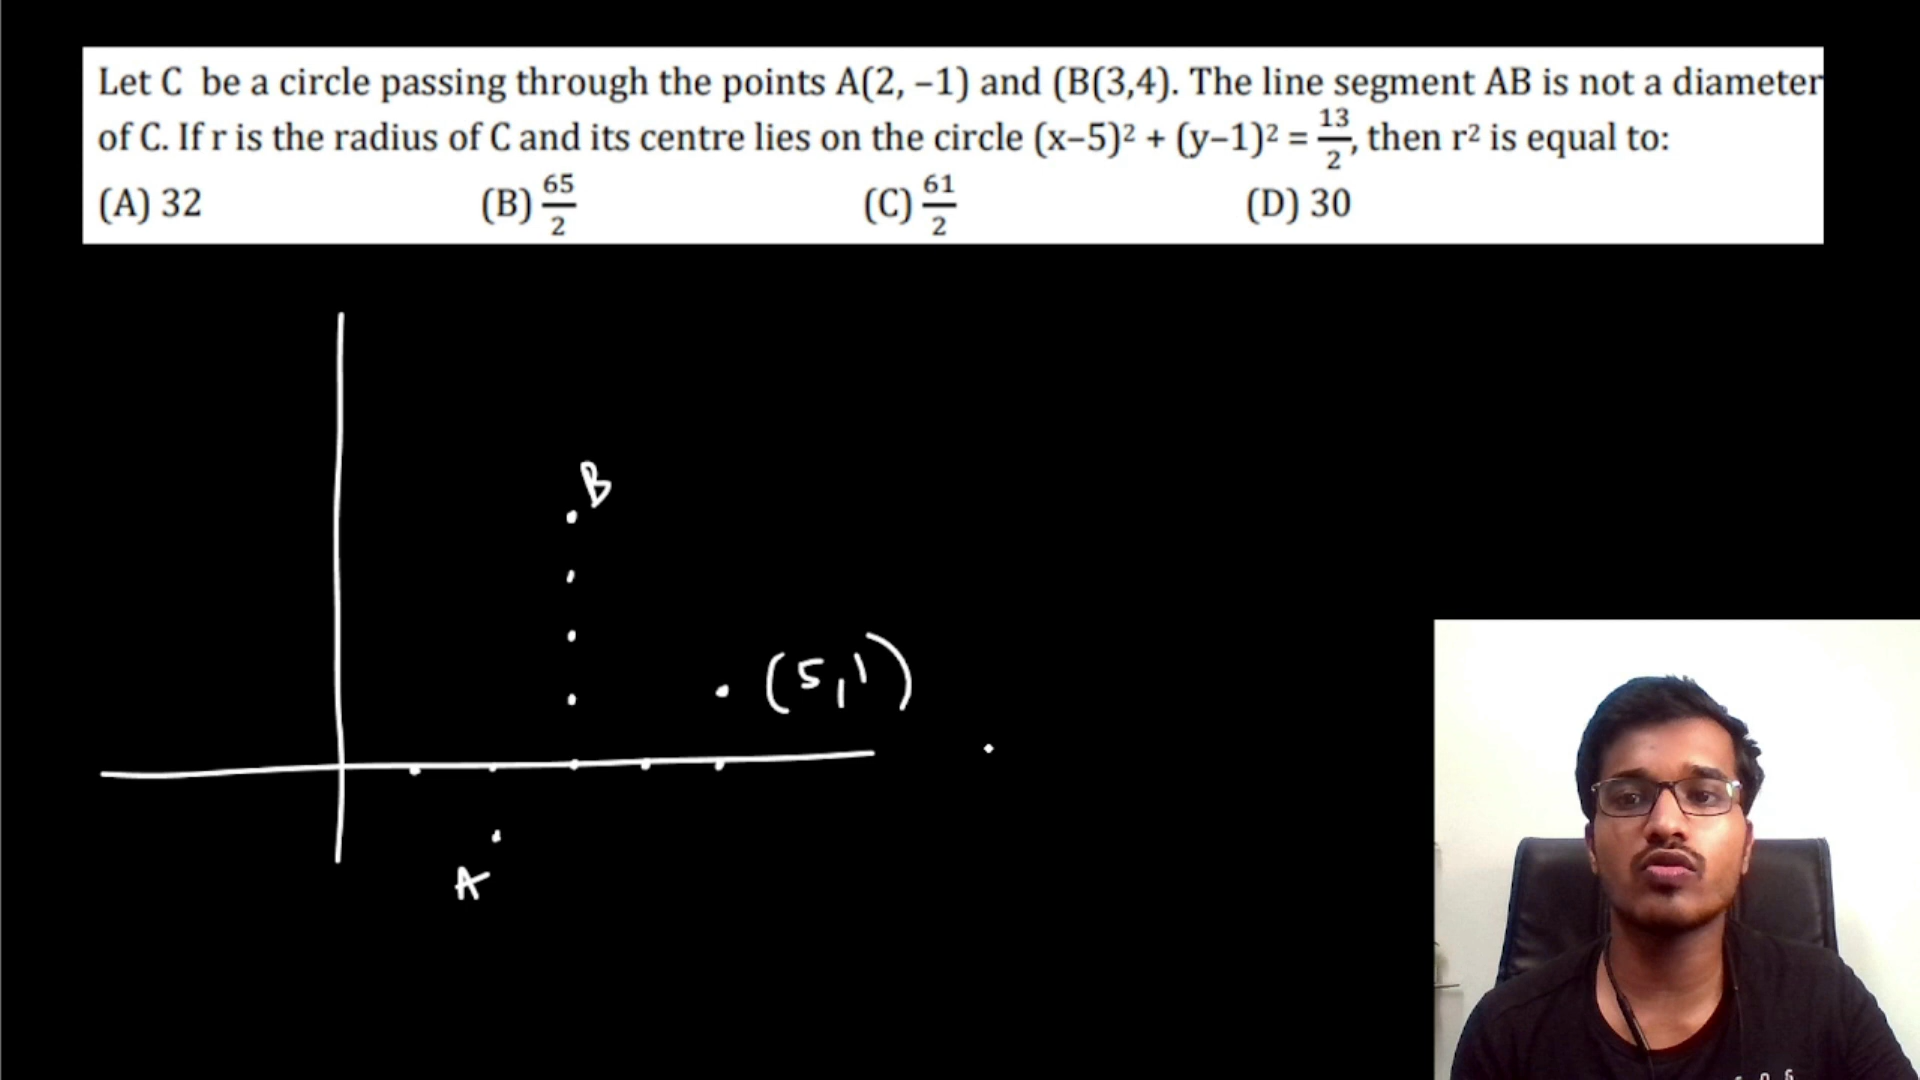 Let C be a circle passing through the points A(2, −1) and (B(3,4). The line segment AB is not a diameter
of C. If r is the radius of C and its centre lies on the circle (x−5)² + (y−1)² = 13/2, then r² is equal to:
(A) 32 (B) 65/2 (C) 61/2 (D) 30
B
(5,1)
A